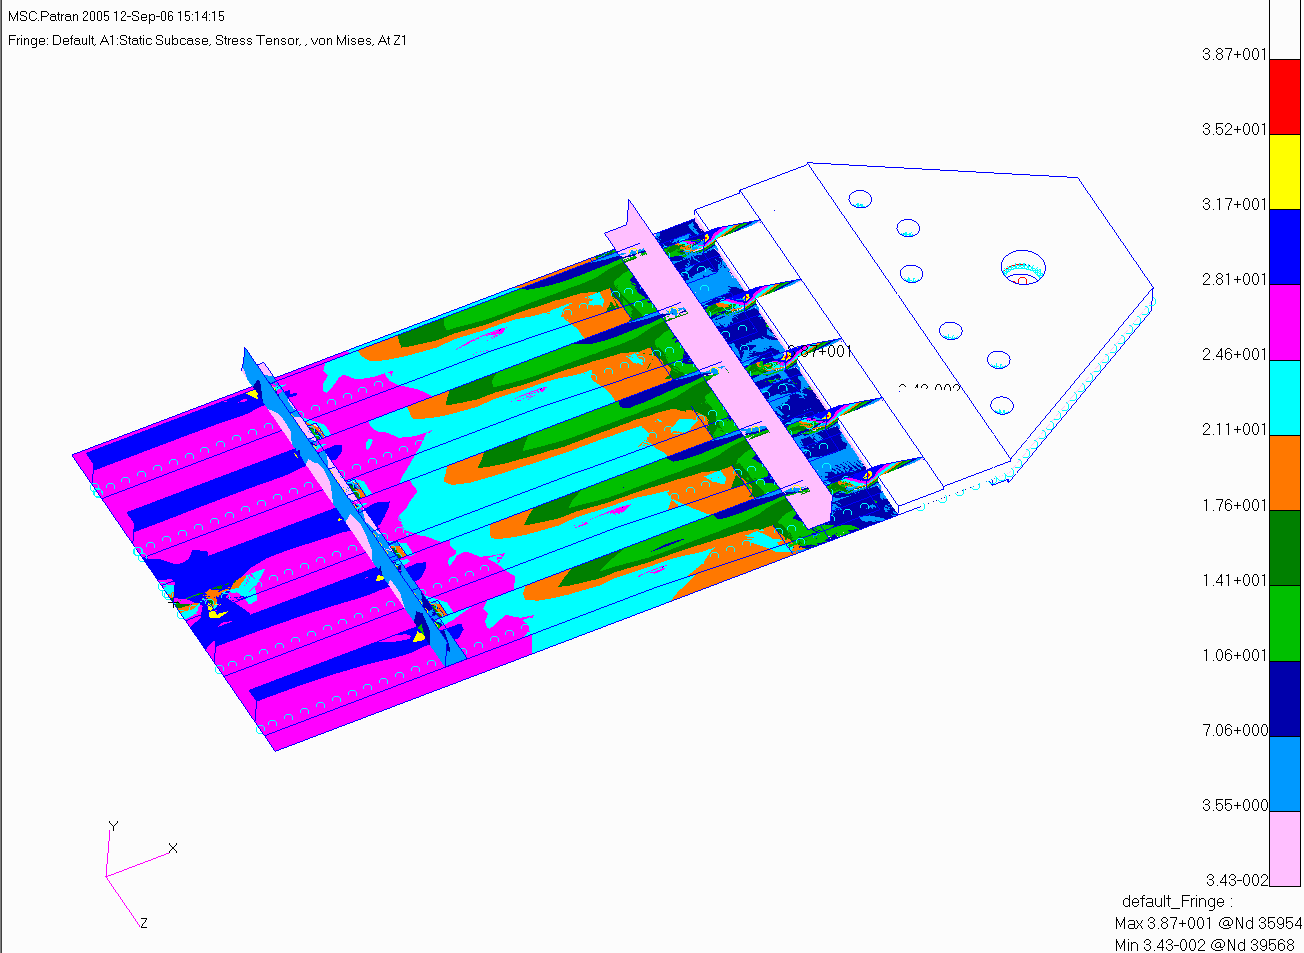 MSC.Patran 2005 12-Sep-06 15:14:15
Fringe: Default, A1:Static Subcase, Stress Tensor, , von Mises, At Z1
3.87+001
3.52+001
3.17+001
2.81+001
2.46+001
2.11+001
1.76+001
1.41+001
1.06+001
7.06+000
3.55+000
3.43-002
default_Fringe :
Max 3.87+001 @Nd 35954
Min 3.43-002 @Nd 39568
Y
X
Z